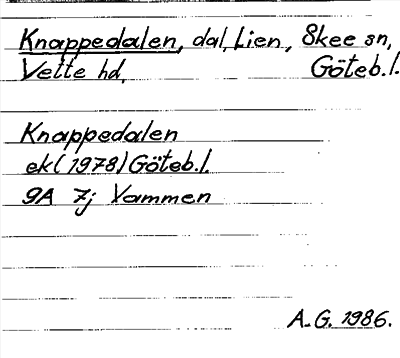 Knappedalen, dal, Lien, Skee sn,
Vette hd, Göteb.l.
Knappedalen
ek (1978) Göteb.l.
9A 7j Vammen
A.G. 1986.